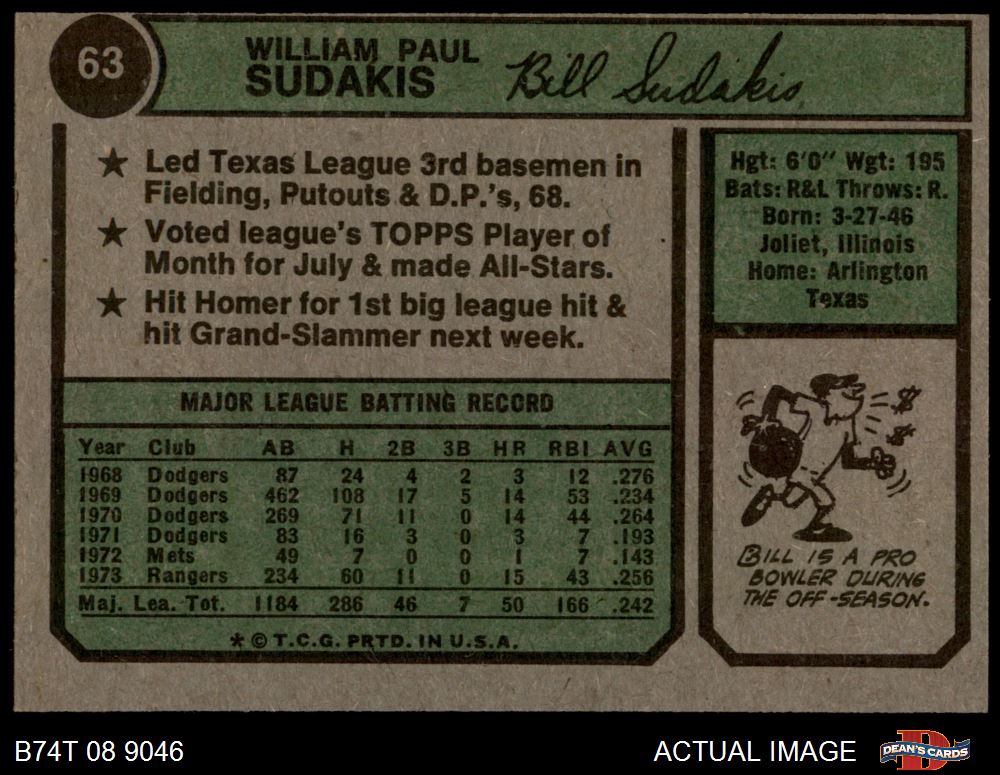 63
WILLIAM PAUL
SUDAKIS
Bill Sudakis
★ Led Texas League 3rd basemen in
Fielding, Putouts & D.P.'s, 68.
★ Voted league's TOPPS Player of
Month for July & made All-Stars.
★ Hit Homer for 1st big league hit &
hit Grand-Slammer next week.
Hgt: 6'0" Wgt: 195
Bats: R&L Throws: R.
Born: 3-27-46
Joliet, Illinois
Home: Arlington
Texas
MAJOR LEAGUE BATTING RECORD
Year Club AB H 2B 3B HR RBI AVG
1968 Dodgers 87 24 4 2 3 12 .276
1969 Dodgers 462 108 17 5 14 53 .234
1970 Dodgers 269 71 11 0 14 44 .264
1971 Dodgers 83 16 3 0 3 7 .193
1972 Mets 49 7 0 0 1 7 .143
1973 Rangers 234 60 11 0 15 43 .256
Maj. Lea. Tot. 1184 286 46 7 50 166 .242
* © T.C.G. PRTD. IN U.S.A.
$
$
BILL IS A PRO
BOWLER DURING
THE OFF-SEASON.
B74T 08 9046
ACTUAL IMAGE
D
DEAN'S CARDS